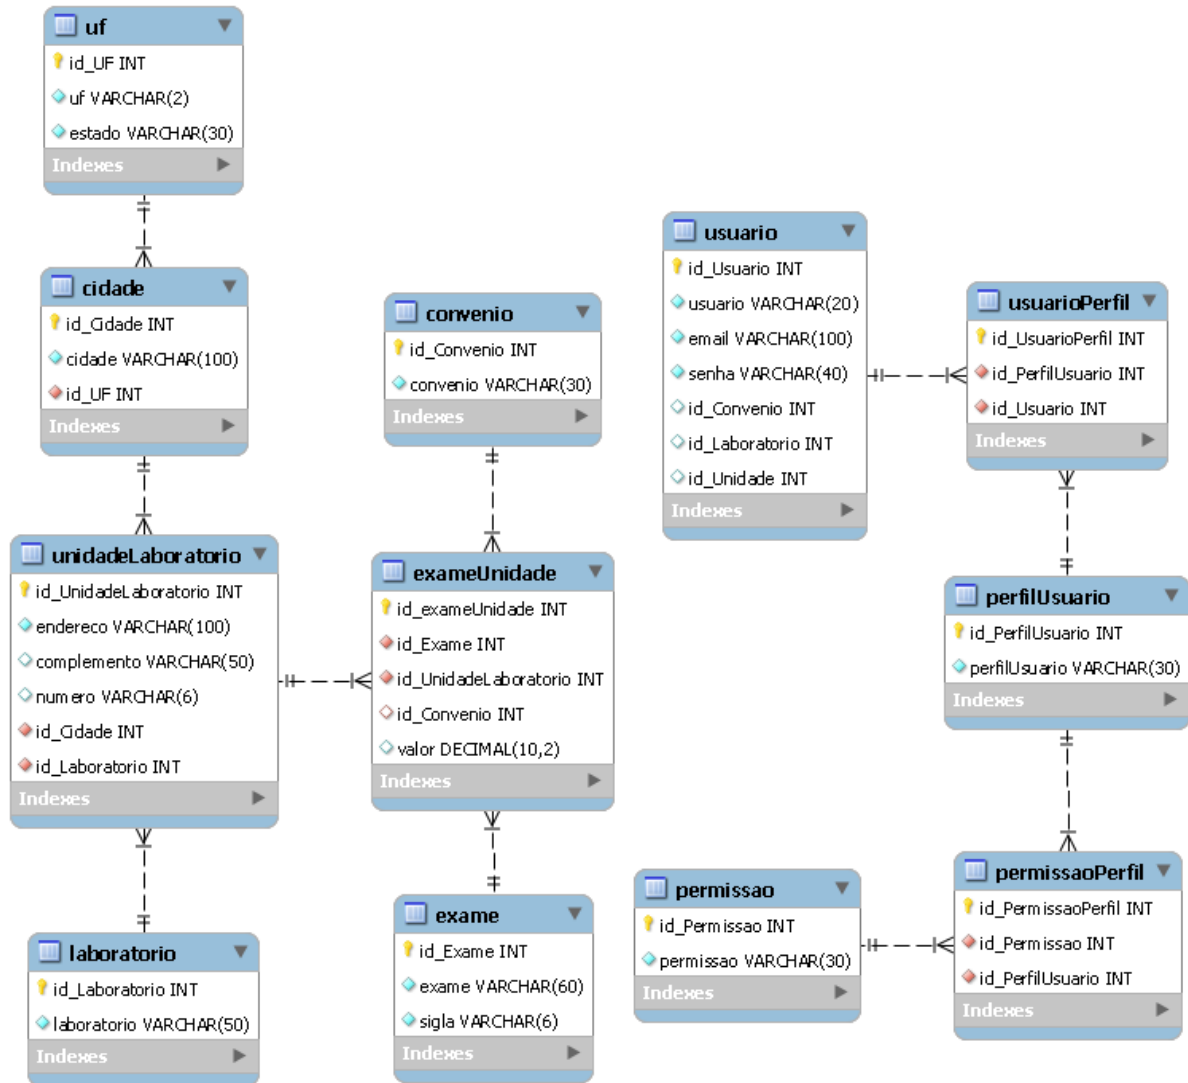 uf
id_UF INT
uf VARCHAR(2)
estado VARCHAR(30)
Indexes
cidade
id_Cidade INT
cidade VARCHAR(100)
id_UF INT
Indexes
convenio
id_Convenio INT
convenio VARCHAR(30)
Indexes
usuario
id_Usuario INT
usuario VARCHAR(20)
email VARCHAR(100)
senha VARCHAR(40)
id_Convenio INT
id_Laboratorio INT
id_Unidade INT
Indexes
usuarioPerfil
id_UsuarioPerfil INT
id_PerfilUsuario INT
id_Usuario INT
Indexes
unidadeLaboratorio
id_UnidadeLaboratorio INT
endereco VARCHAR(100)
complemento VARCHAR(50)
numero VARCHAR(6)
id_Cidade INT
id_Laboratorio INT
Indexes
exameUnidade
id_exameUnidade INT
id_Exame INT
id_UnidadeLaboratorio INT
id_Convenio INT
valor DECIMAL(10,2)
Indexes
perfilUsuario
id_PerfilUsuario INT
perfilUsuario VARCHAR(30)
Indexes
laboratorio
id_Laboratorio INT
laboratorio VARCHAR(50)
Indexes
exame
id_Exame INT
exame VARCHAR(60)
sigla VARCHAR(6)
Indexes
permissao
id_Permissao INT
permissao VARCHAR(30)
Indexes
permissaoPerfil
id_PermissaoPerfil INT
id_Permissao INT
id_PerfilUsuario INT
Indexes